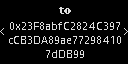 to
< 0x23F8abfC2824C397 >
cCB3DA89ae77298410
7dDB99